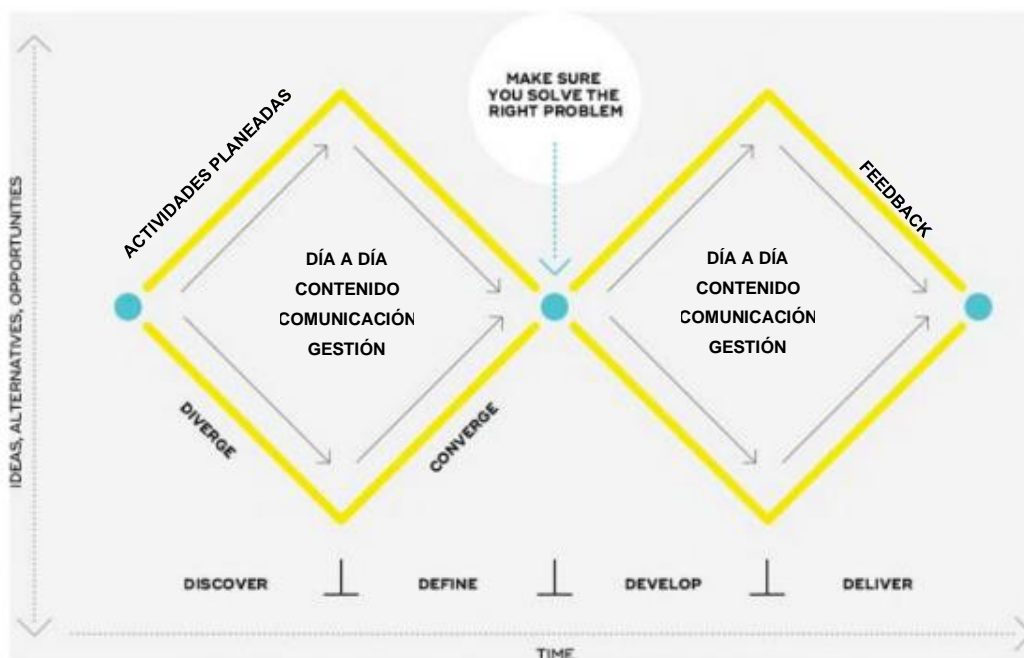 MAKE SURE
YOU SOLVE THE
RIGHT PROBLEM
ACTIVIDADES PLANEADAS
FEEDBACK
IDEAS, ALTERNATIVES, OPPORTUNITIES
DÍA A DÍA
CONTENIDO
COMUNICACIÓN
GESTIÓN
DÍA A DÍA
CONTENIDO
COMUNICACIÓN
GESTIÓN
DIVERGE
CONVERGE
DISCOVER
DEFINE
DEVELOP
DELIVER
TIME